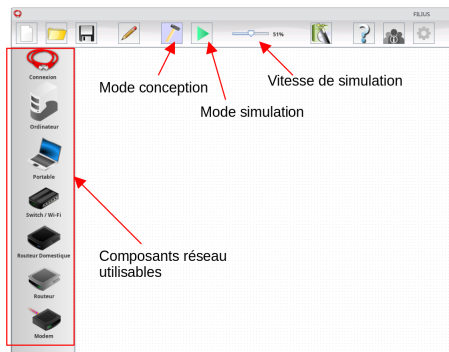 FILIUS
51%
Mode conception
Vitesse de simulation
Mode simulation
Connexion
Ordinateur
Portable
Switch / Wi-Fi
Routeur Domestique
Composants réseau
utilisables
Routeur
Modem